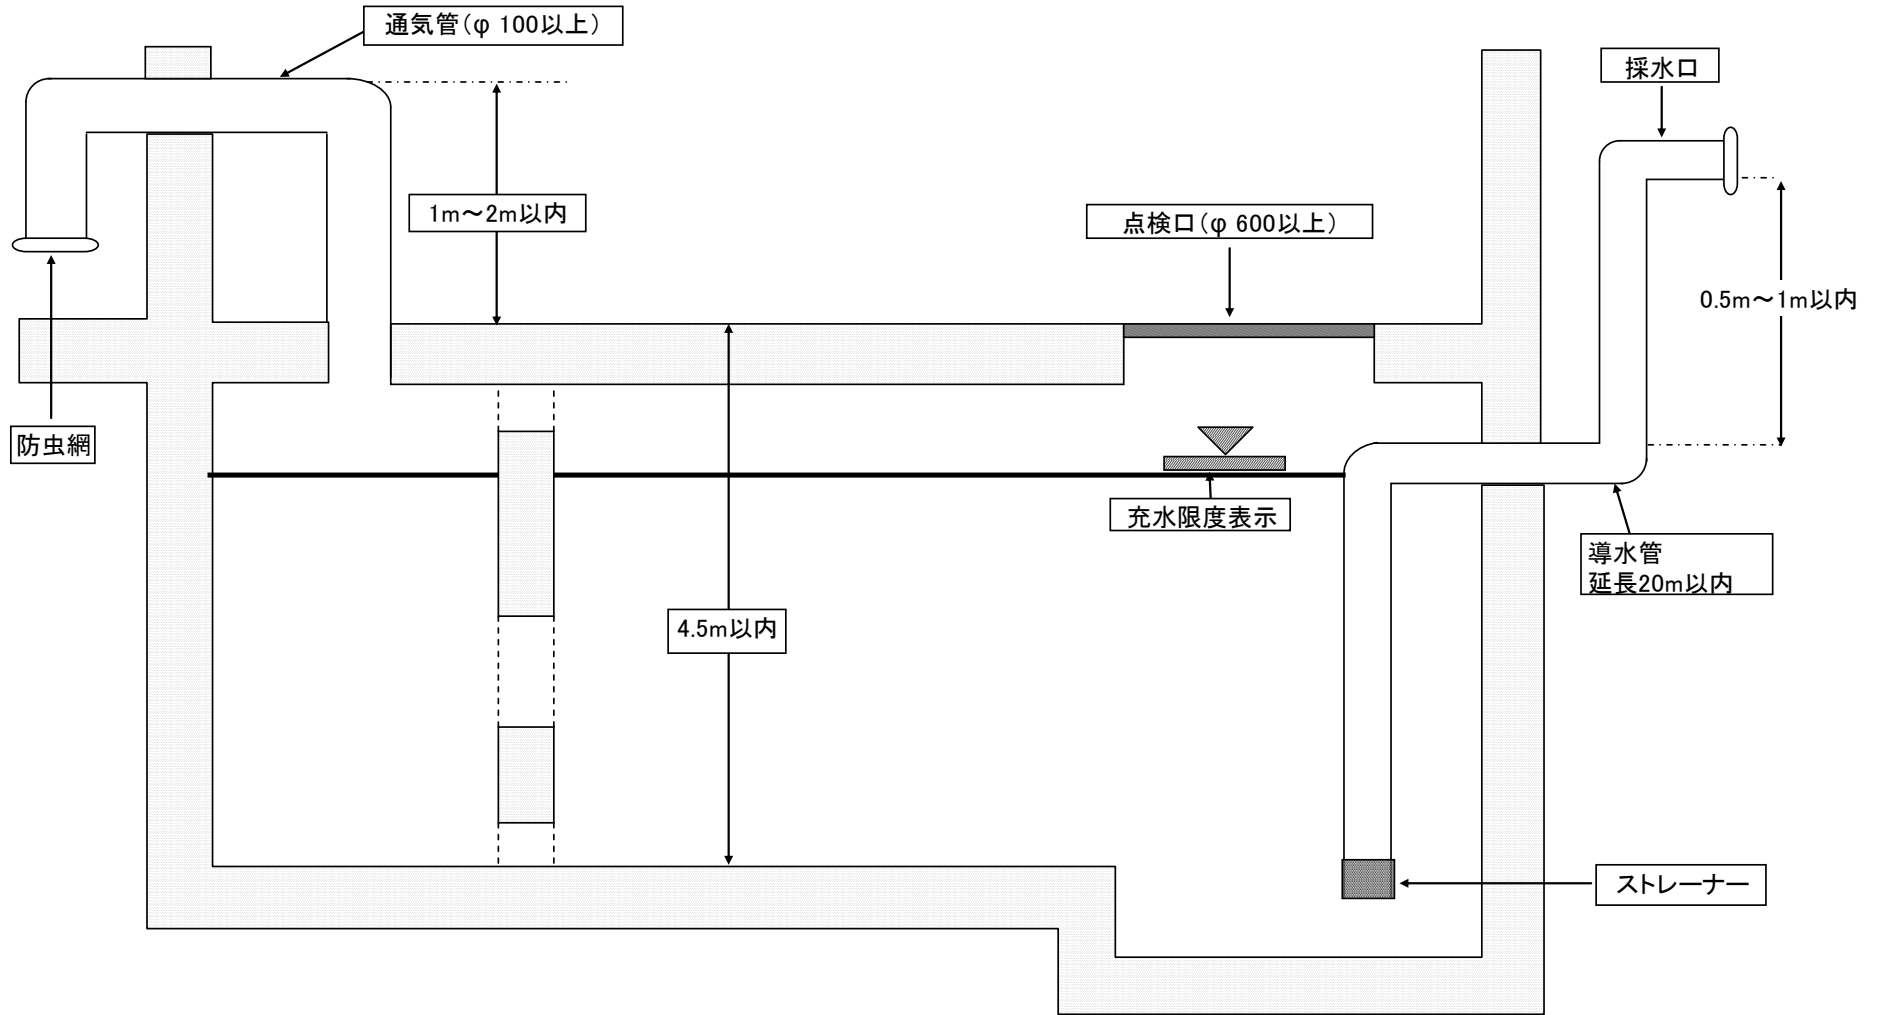 通気管（φ 100以上）
採水口
1m～2m以内
点検口（φ 600以上）
0.5m～1m以内
防虫網
充水限度表示
導水管
延長20m以内
4.5m以内
ストレーナー